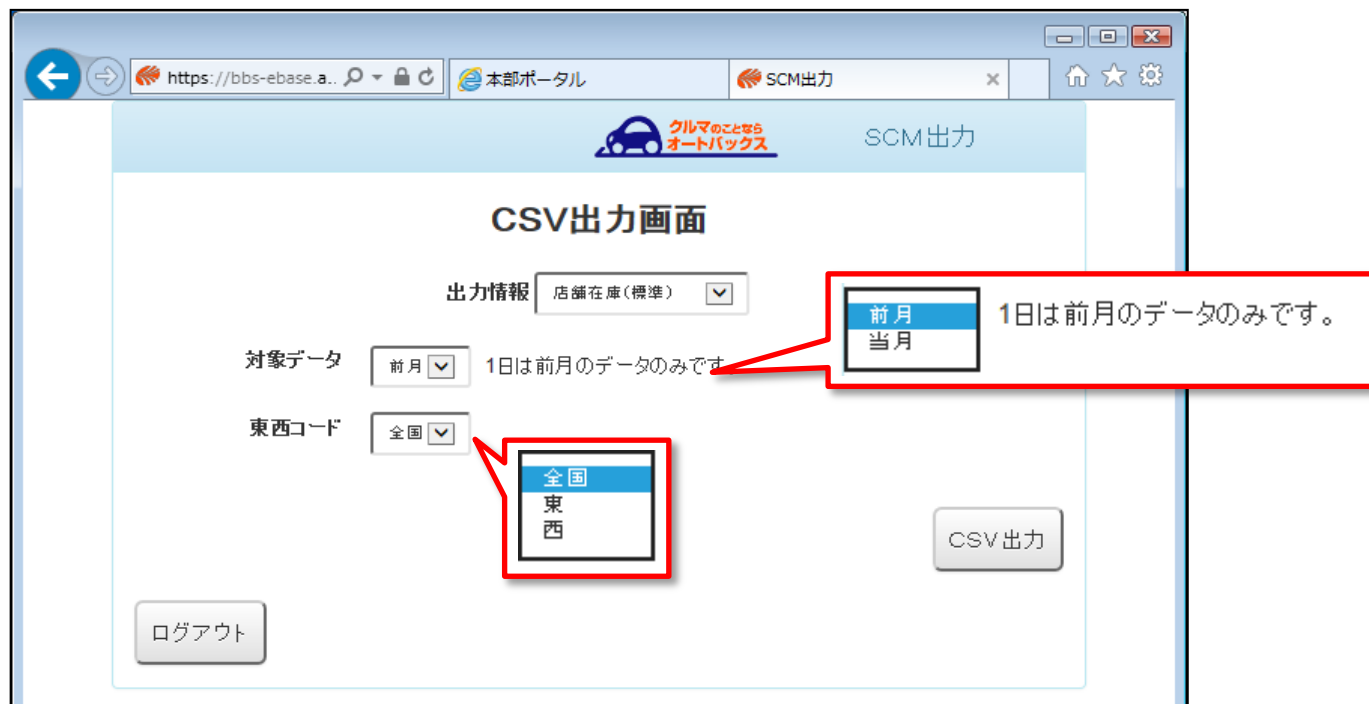 https://bbs-ebase.a..
本部ポータル
SCM出力
クルマのことなら
オートバックス
SCM出力
CSV出力画面
出力情報 店舗在庫(標準)
対象データ 前月 1日は前月のデータのみです
前月
当月
1日は前月のデータのみです。
東西コード 全国
全国
東
西
CSV出力
ログアウト